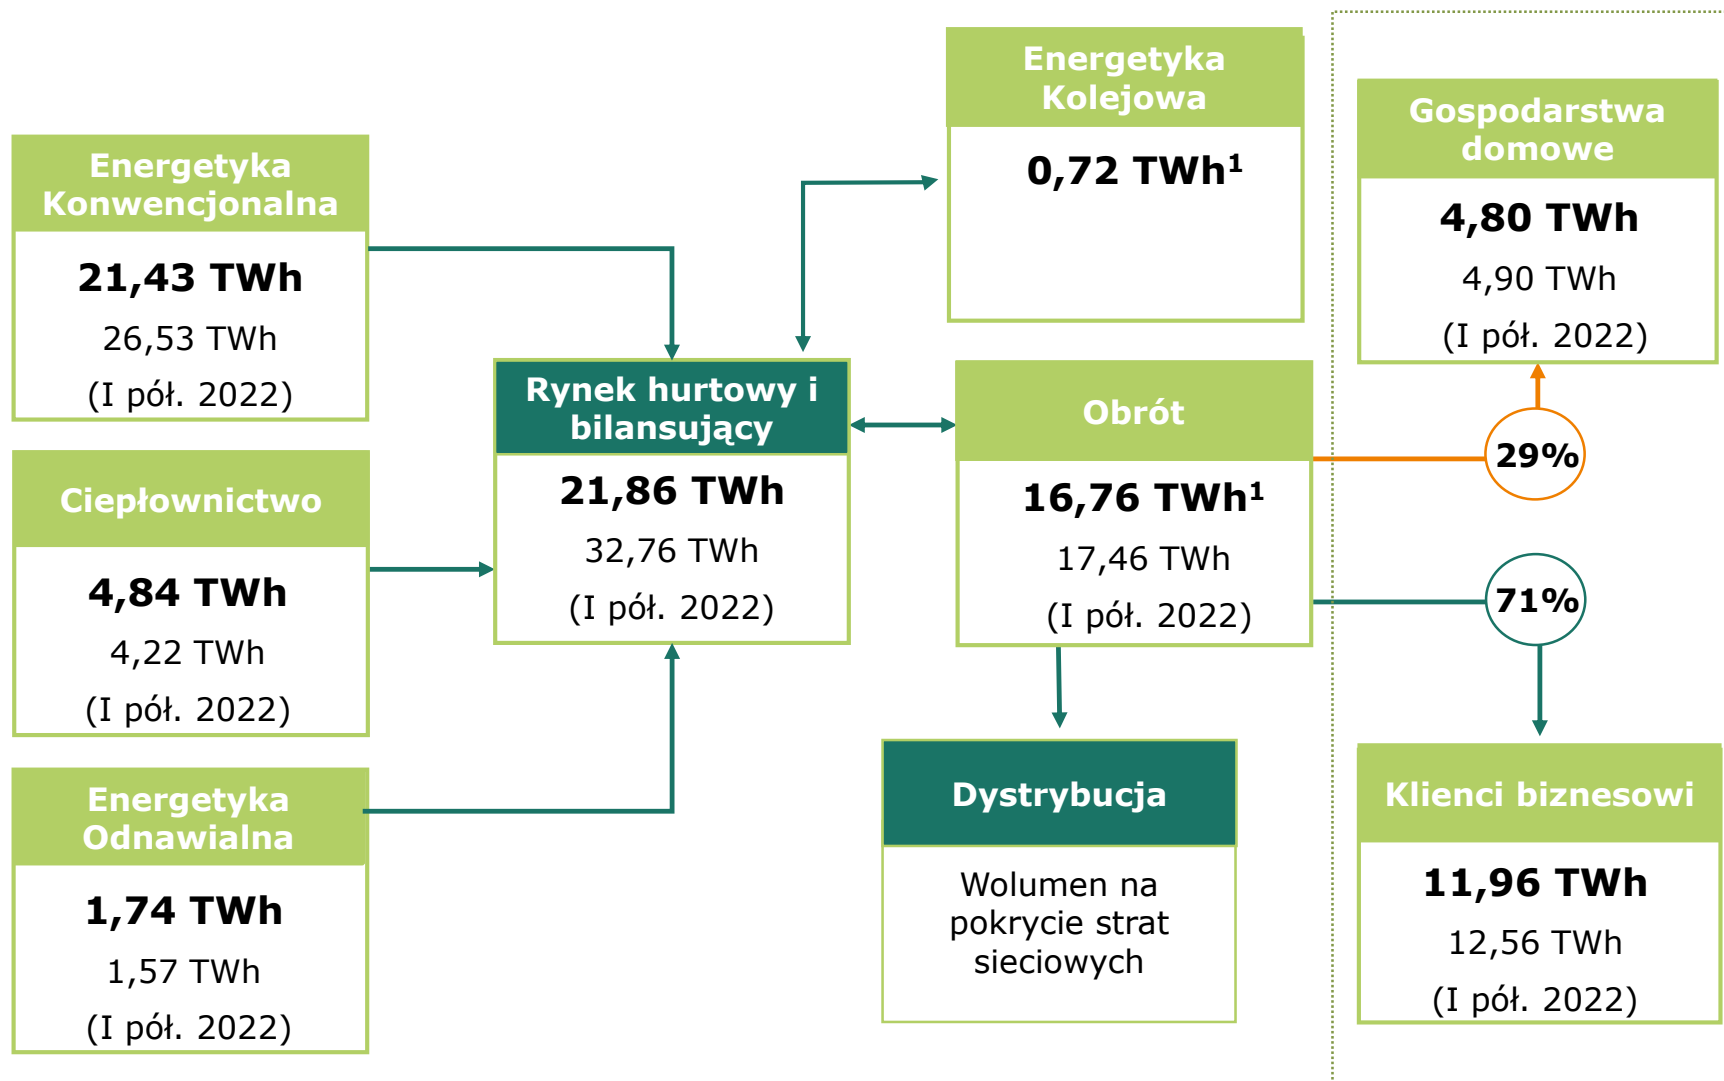 Energetyka
Konwencjonalna
21,43 TWh
26,53 TWh
(I pół. 2022)
Ciepłownictwo
4,84 TWh
4,22 TWh
(I pół. 2022)
Energetyka
Odnawialna
1,74 TWh
1,57 TWh
(I pół. 2022)
Rynek hurtowy i
bilansujący
21,86 TWh
32,76 TWh
(I pół. 2022)
Energetyka
Kolejowa
0,72 TWh¹
Obrót
16,76 TWh¹
17,46 TWh
(I pół. 2022)
Dystrybucja
Wolumen na
pokrycie strat
sieciowych
Gospodarstwa
domowe
4,80 TWh
4,90 TWh
(I pół. 2022)
29%
71%
Klienci biznesowi
11,96 TWh
12,56 TWh
(I pół. 2022)